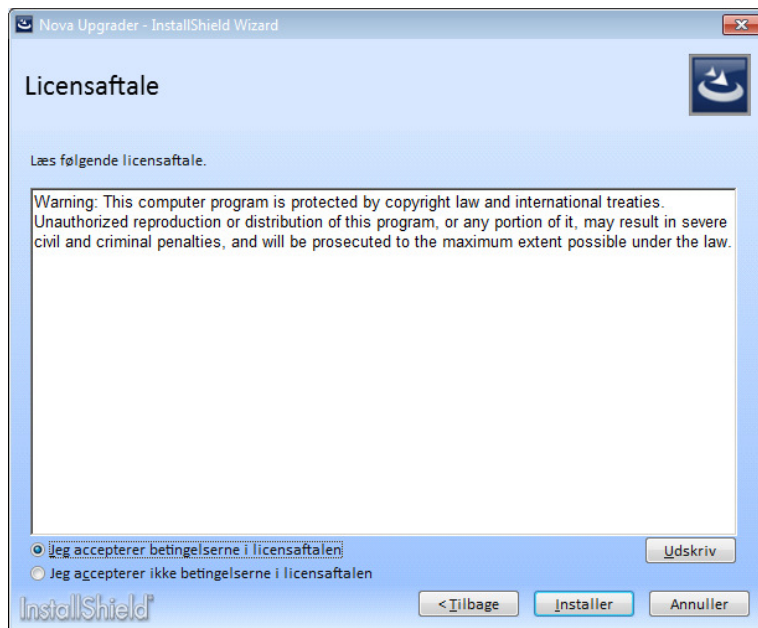 Nova Upgrader - InstallShield Wizard
Licensaftale
Læs følgende licensaftale.
Warning: This computer program is protected by copyright law and international treaties.
Unauthorized reproduction or distribution of this program, or any portion of it, may result in severe
civil and criminal penalties, and will be prosecuted to the maximum extent possible under the law.
Jeg accepterer betingelserne i licensaftalen
Udskriv
Jeg accepterer ikke betingelserne i licensaftalen
InstallShield
< Tilbage
Installer
Annuller